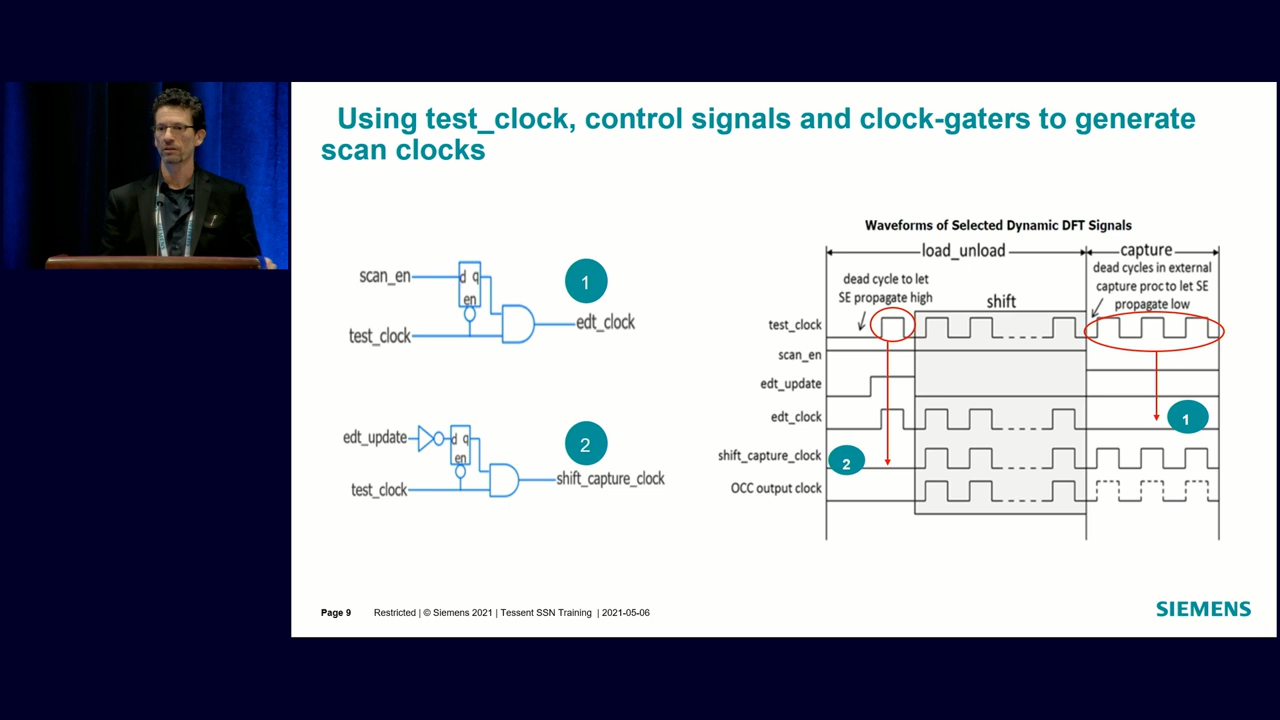 Using test_clock, control signals and clock-gaters to generate
scan clocks
scan_en
d q
en
1
test_clock
edt_clock
edt_update
d q
en
2
test_clock
shift_capture_clock
Waveforms of Selected Dynamic DFT Signals
load_unload
capture
dead cycle to let
SE propagate high
shift
dead cycles in external
capture proc to let SE
propagate low
test_clock
scan_en
edt_update
edt_clock
1
shift_capture_clock
2
OCC output clock
Page 9 Restricted | © Siemens 2021 | Tessent SSN Training | 2021-05-06
SIEMENS